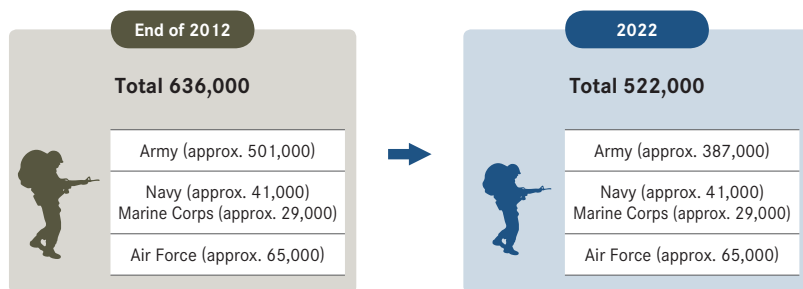 End of 2012
Total 636,000
Army (approx. 501,000)
Navy (approx. 41,000)
Marine Corps (approx. 29,000)
Air Force (approx. 65,000)
2022
Total 522,000
Army (approx. 387,000)
Navy (approx. 41,000)
Marine Corps (approx. 29,000)
Air Force (approx. 65,000)